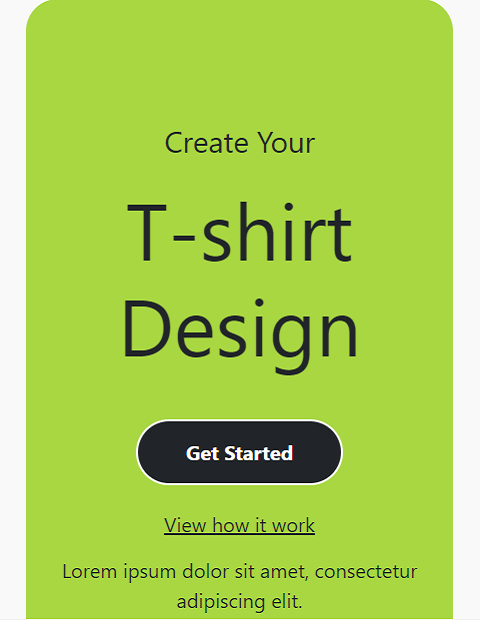 Create Your
T-shirt
Design
Get Started
View how it work
Lorem ipsum dolor sit amet, consectetur
adipiscing elit.